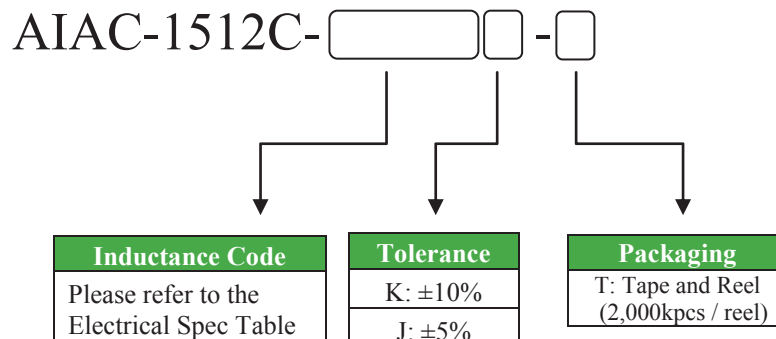 AIAC-1512C- -
Inductance Code
Please refer to the
Electrical Spec Table
Tolerance
K: ±10%
J: ±5%
Packaging
T: Tape and Reel
(2,000kpcs / reel)